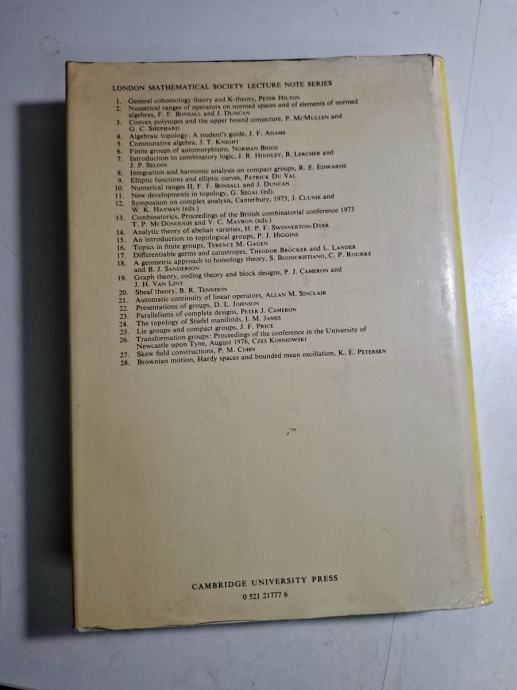 LONDON MATHEMATICAL SOCIETY LECTURE NOTE SERIES
1. General cohomology theory and K-theory, PETER HILTON
2. Numerical ranges of operators on normed spaces and of elements of normed
algebras, F. F. BONSALL and J. DUNCAN
3. Convex polytopes and the upper bound conjecture, P. MCMULLEN and
G. C. SHEPHARD
4. Algebraic topology: A student's guide, J. F. ADAMS
5. Commutative algebra, J. T. KNIGHT
6. Finite groups of automorphisms, NORMAN BIGGS
7. Introduction to combinatory logic, J. R. HINDLEY, B. LERCHER and
J. P. SELDIN
8. Integration and harmonic analysis on compact groups, R. E. EDWARDS
9. Elliptic functions and elliptic curves, PATRICK DU VAL
10. Numerical ranges II, F. F. BONSALL and J. DUNCAN
11. New developments in topology, G. SEGAL (ed).
12. Symposium on complex analysis, Canterbury, 1973, J. CLUNIE and
W. K. HAYMAN (eds.)
13. Combinatorics, Proceedings of the British combinatorial conference 1973
T. P. MCDONOUGH and V. C. MAVRON (eds.)
14. Analytic theory of abelian varieties, H. P. F. SWINNERTON-DYER
15. An introduction to topological groups, P. J. HIGGINS
16. Topics in finite groups, TERENCE M. GAGEN
17. Differentiable germs and catastrophes, THEODOR BRÖCKER and L. LANDER
18. A geometric approach to homology theory, S. BUONCRISTIANO, C. P. ROURKE
and B. J. SANDERSON
19. Graph theory, coding theory and block designs, P. J. CAMERON and
J. H. VAN LINT
20. Sheaf theory, B. R. TENNISON
21. Automatic continuity of linear operators, ALLAN M. SINCLAIR
22. Presentations of groups, D. L. JOHNSON
23. Parallelisms of complete designs, PETER J. CAMERON
24. The topology of Stiefel manifolds, I. M. JAMES
25. Lie groups and compact groups, J. F. PRICE
26. Transformation groups: Proceedings of the conference in the University of
Newcastle upon Tyne, August 1976, CZES KOSNIOWSKI
27. Skew field constructions, P. M. COHN
28. Brownian motion, Hardy spaces and bounded mean oscillation, K. E. PETERSEN
CAMBRIDGE UNIVERSITY PRESS
0 521 21777 6